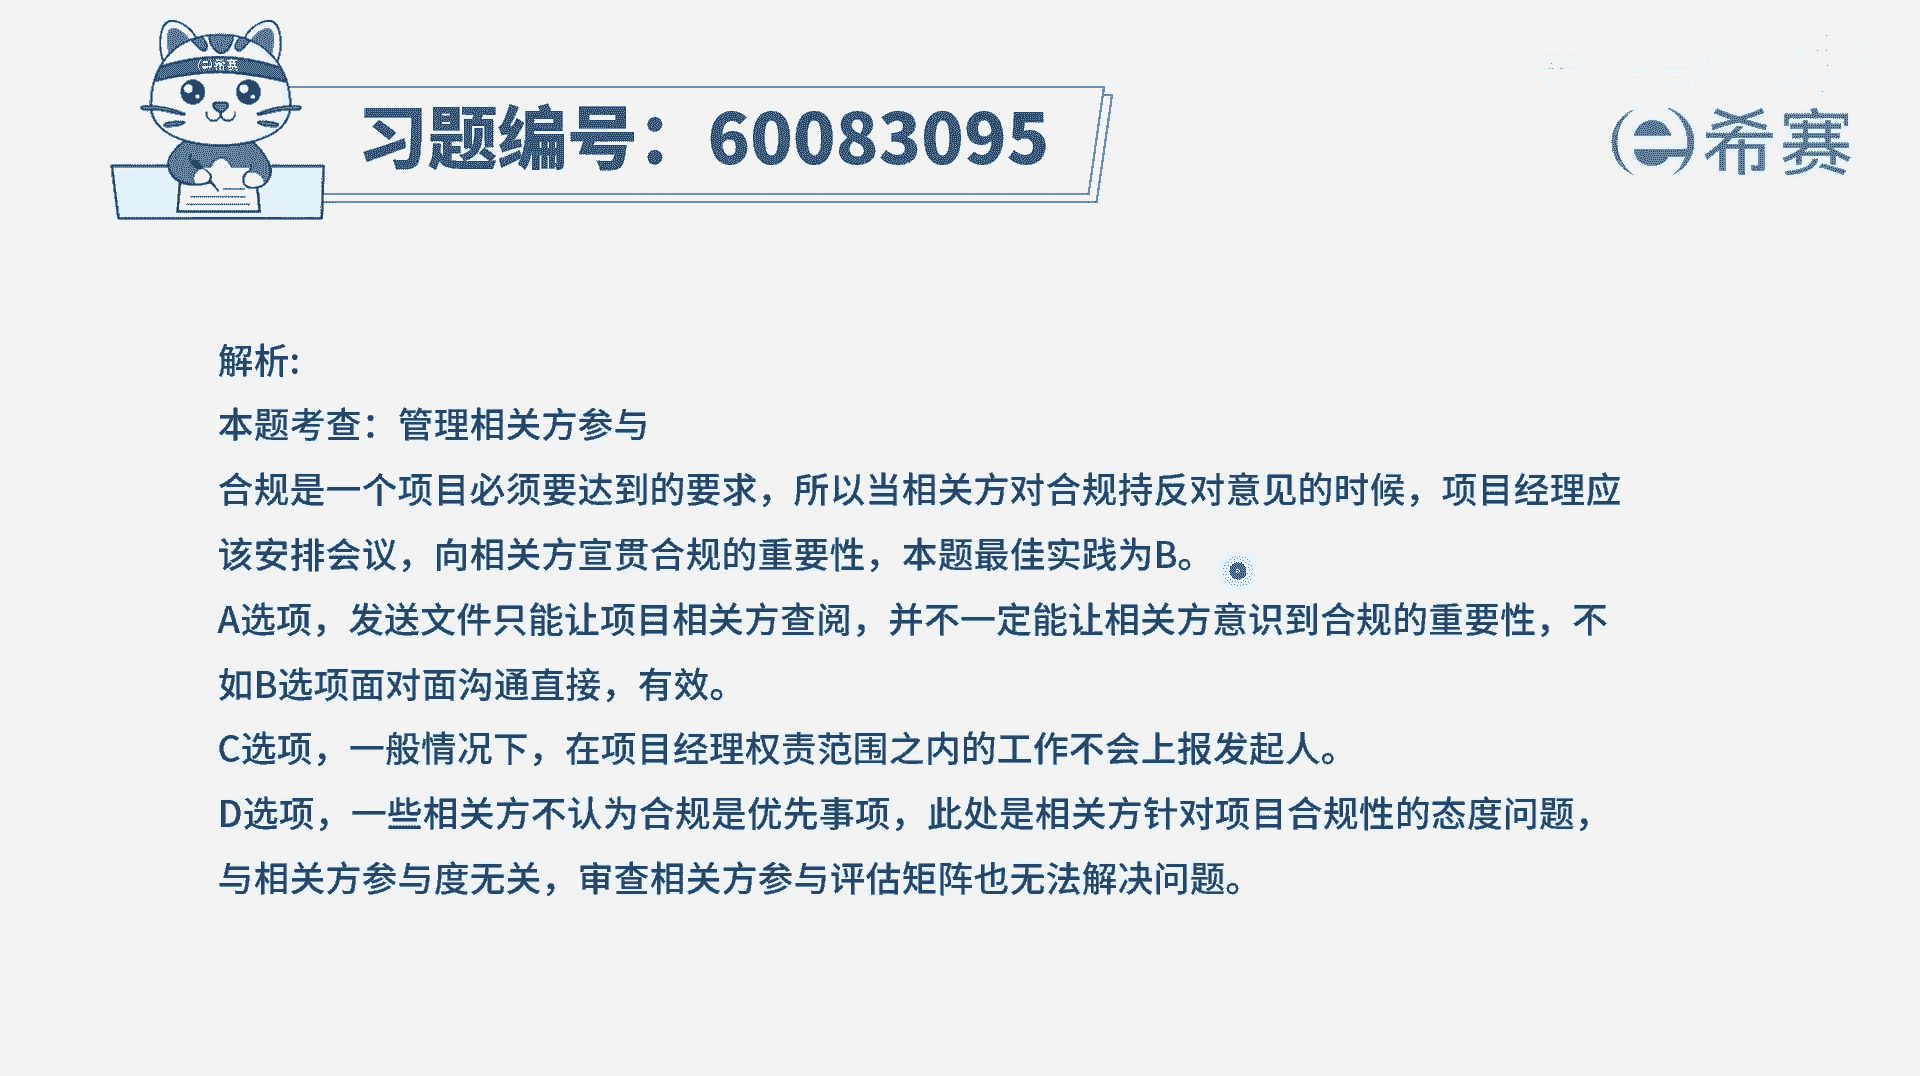 希赛
习题编号：60083095
希赛
解析:
本题考查：管理相关方参与
合规是一个项目必须要达到的要求，所以当相关方对合规持反对意见的时候，项目经理应
该安排会议，向相关方宣贯合规的重要性，本题最佳实践为B。
A选项，发送文件只能让项目相关方查阅，并不一定能让相关方意识到合规的重要性，不
如B选项面对面沟通直接，有效。
C选项，一般情况下，在项目经理权责范围之内的工作不会上报发起人。
D选项，一些相关方不认为合规是优先事项，此处是相关方针对项目合规性的态度问题，
与相关方参与度无关，审查相关方参与评估矩阵也无法解决问题。